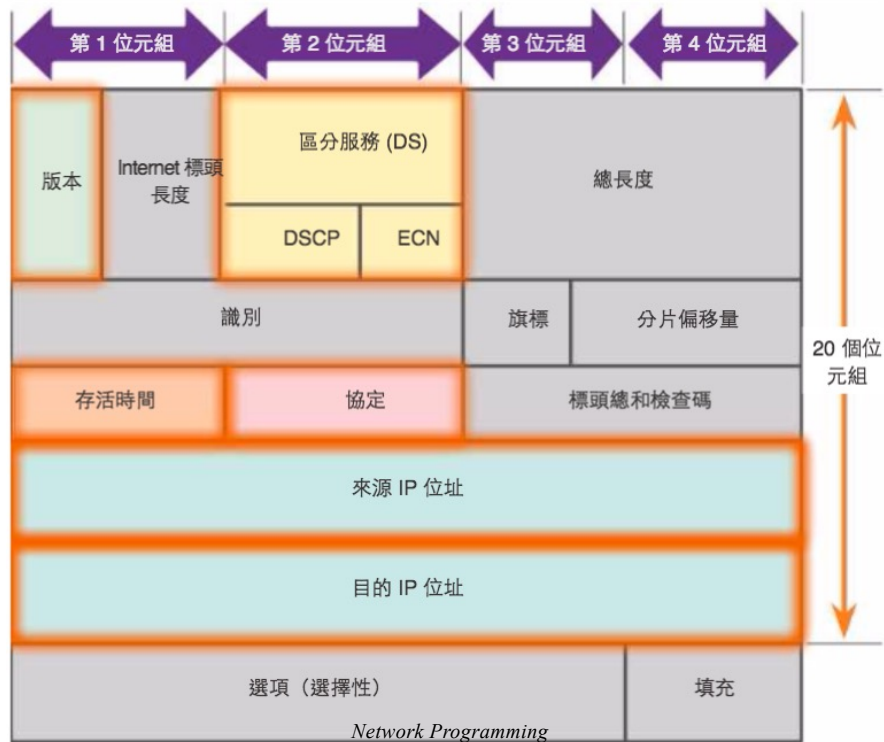 第 1 位元組
第 2 位元組
第 3 位元組
第 4 位元組
版本
Internet 標頭
長度
區分服務 (DS)
DSCP
ECN
總長度
識別
旗標
分片偏移量
20 個位
元組
存活時間
協定
標頭總和檢查碼
來源 IP 位址
目的 IP 位址
選項（選擇性）
填充
Network Programming